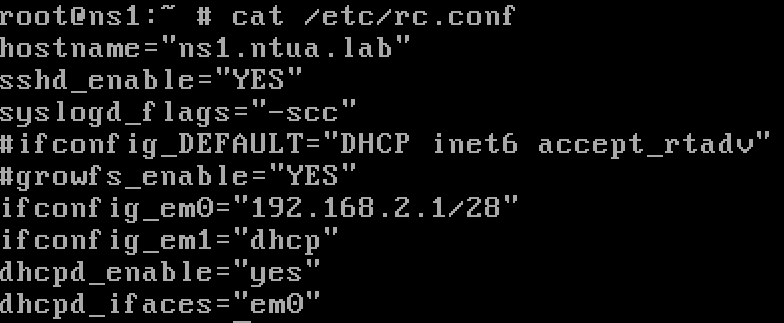 root@ns1:~ # cat /etc/rc.conf
hostname="ns1.ntua.lab"
sshd_enable="YES"
syslogd_flags="-scc"
#ifconfig_DEFAULT="DHCP inet6 accept_rtadv"
#growfs_enable="YES"
ifconfig_em0="192.168.2.1/28"
ifconfig_em1="dhcp"
dhcpd_enable="yes"
dhcpd_ifaces="em0"